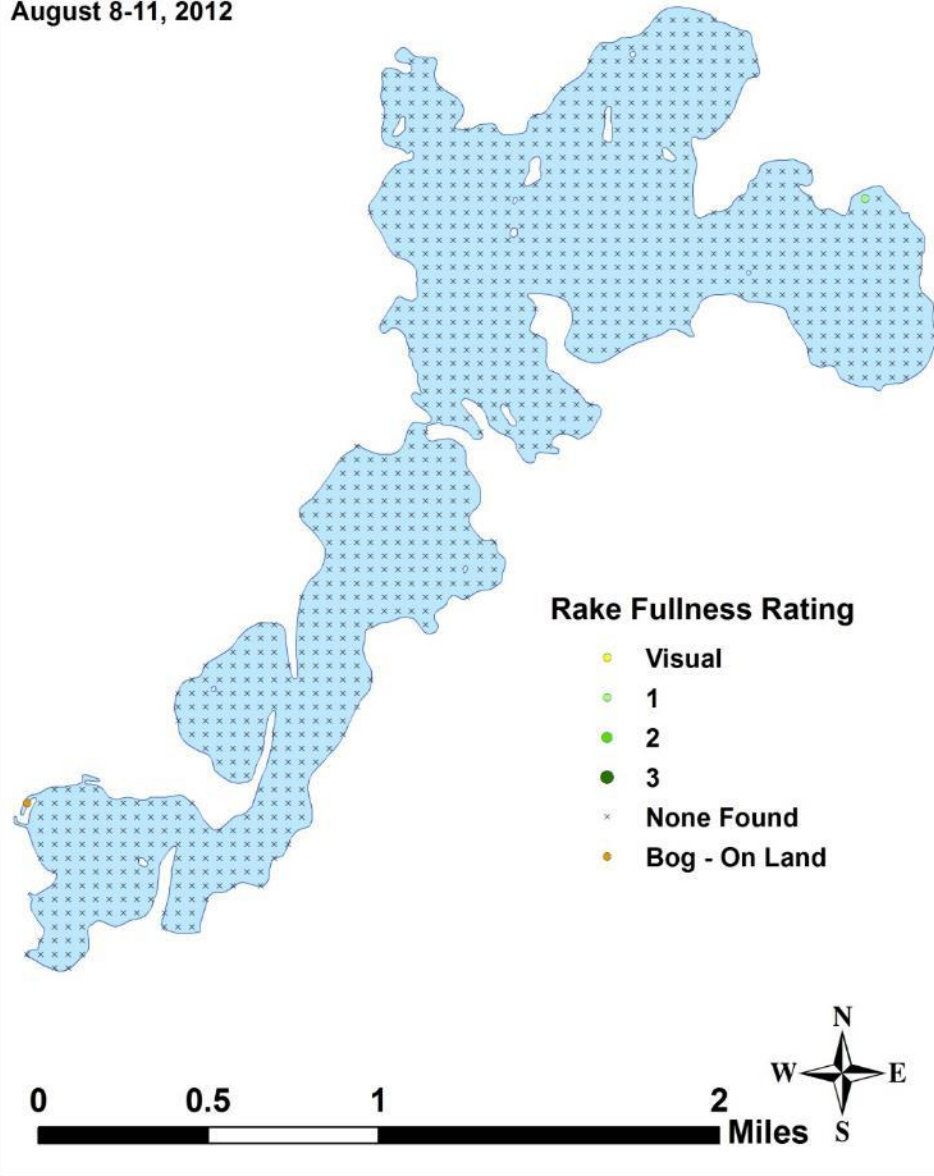 August 8-11, 2012
Rake Fullness Rating
Visual
1
2
3
None Found
Bog - On Land
N
W E
S
0 0.5 1 2
Miles